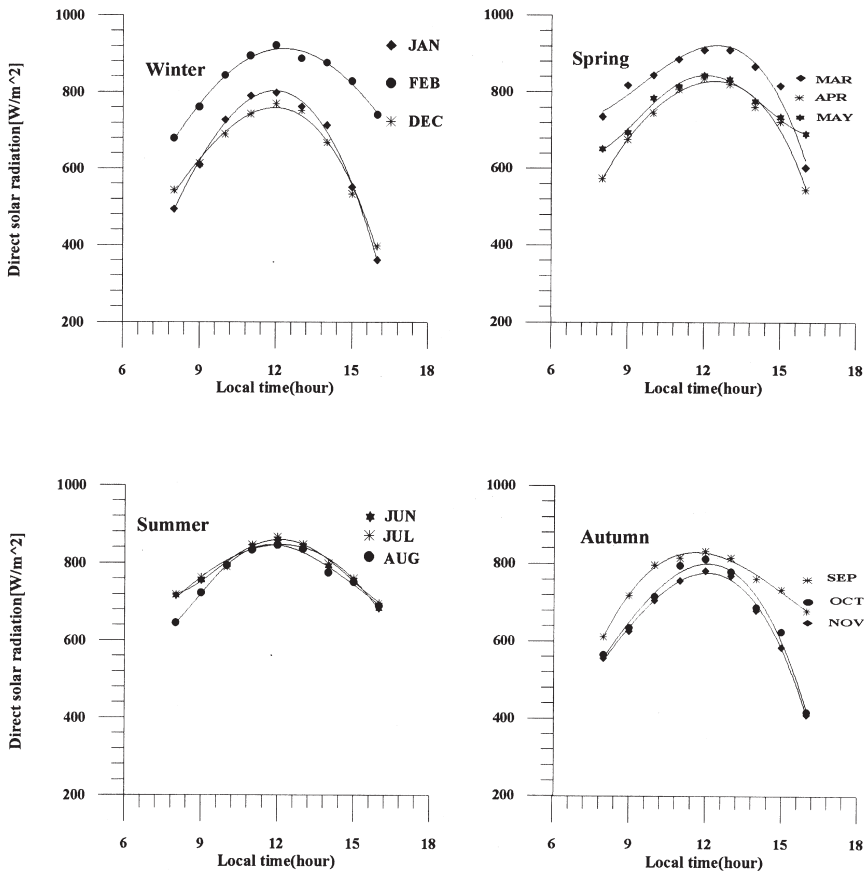 1000
Winter
JAN
FEB
DEC
800
600
400
200
6 9 12 15 18
Local time(hour)
Direct solar radiation[W/m^2]
1000
Spring
MAR
APR
MAY
800
600
400
200
6 9 12 15 18
Local time(hour)
1000
Summer
JUN
JUL
AUG
800
600
400
200
6 9 12 15 18
Local time(hour)
Direct solar radiation[W/m^2]
1000
Autumn
SEP
OCT
NOV
800
600
400
200
6 9 12 15 18
Local time(hour)